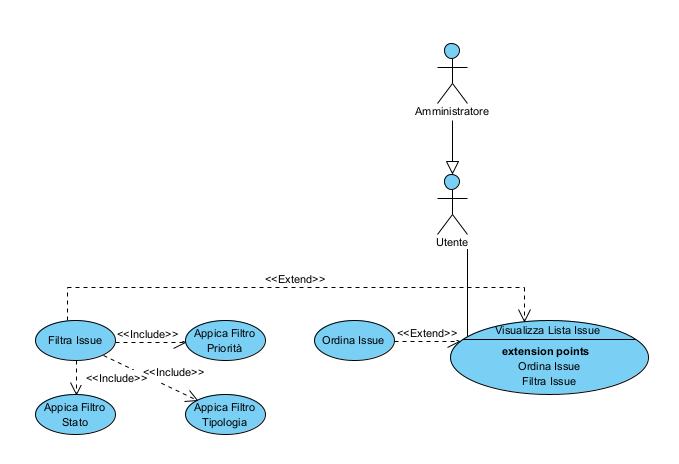 Amministratore
Utente
<<Extend>>
Filtra Issue
<<Include>>
Appica Filtro
Priorità
Ordina Issue
<<Extend>>
Visualizza Lista Issue
extension points
Ordina Issue
Filtra Issue
<<Include>>
<<Include>>
Appica Filtro
Stato
Appica Filtro
Tipologia